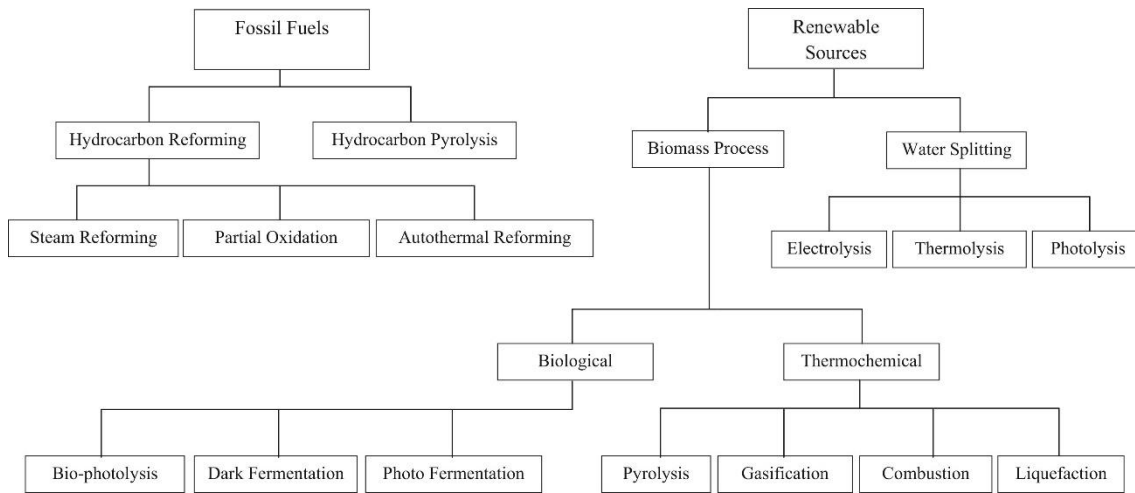 Fossil Fuels
Renewable
Sources
Hydrocarbon Reforming
Hydrocarbon Pyrolysis
Biomass Process
Water Splitting
Steam Reforming
Partial Oxidation
Autothermal Reforming
Electrolysis
Thermolysis
Photolysis
Biological
Thermochemical
Bio-photolysis
Dark Fermentation
Photo Fermentation
Pyrolysis
Gasification
Combustion
Liquefaction